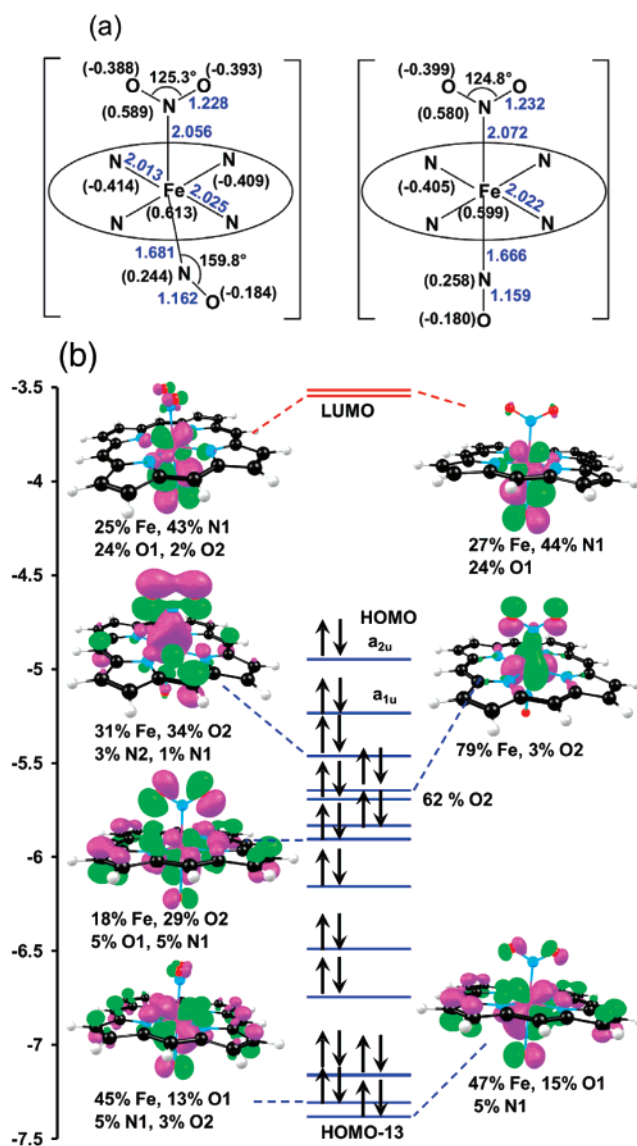 (a)
(-0.388) 125.3° (-0.393)
O O
N 1.228
(0.589)
2.056
N 2.013 N
(-0.414) Fe (-0.409)
N 2.025 N
(0.613)
1.681
(0.244) N 159.8°
1.162 O (-0.184)
(-0.399) 124.8° (-0.392)
O O
N 1.232
(0.580)
2.072
N N
(-0.405) Fe 2.022
N (0.599) N
1.666
(0.258) N
1.159
(-0.180) O
(b)
-3.5
-4
-4.5
-5
-5.5
-6
-6.5
-7
-7.5
LUMO
25% Fe, 43% N1
24% O1, 2% O2
27% Fe, 44% N1
24% O1
HOMO
a2u
a1u
31% Fe, 34% O2
3% N2, 1% N1
79% Fe, 3% O2
62 % O2
18% Fe, 29% O2
5% O1, 5% N1
45% Fe, 13% O1
5% N1, 3% O2
47% Fe, 15% O1
5% N1
HOMO-13